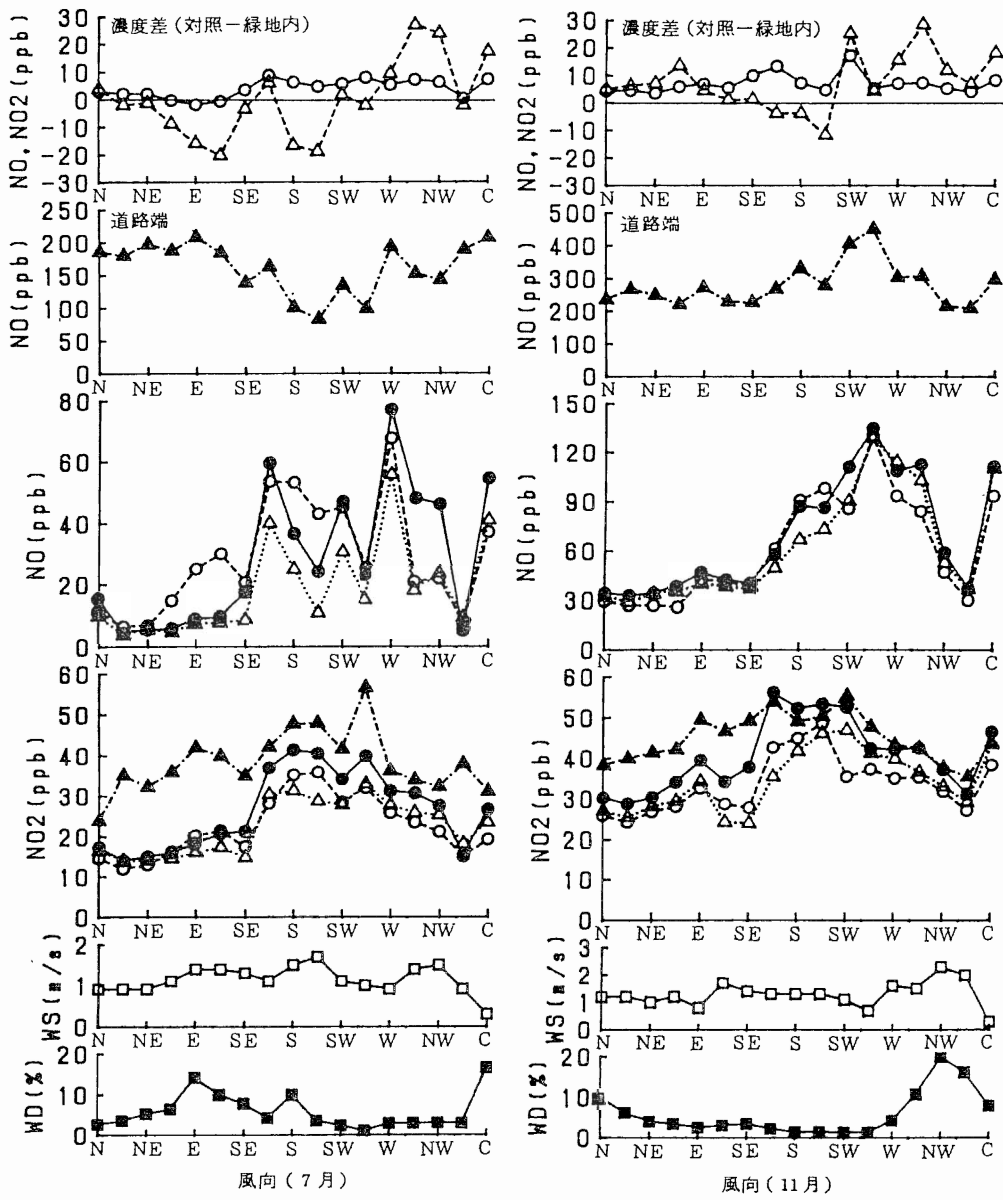 濃度差(対照－緑地内)
NO, NO2(ppb)
30
20
10
0
-10
-20
-30
N NE E SE S SW W NW C
道路端
NO(ppb)
250
200
150
100
50
0
N NE E SE S SW W NW C
NO(ppb)
80
60
40
20
0
N NE E SE S SW W NW C
NO2(ppb)
60
50
40
30
20
10
0
N NE E SE S SW W NW C
WS(m/s)
2
1
0
N NE E SE S SW W NW C
WD(%)
20
10
0
N NE E SE S SW W NW C
風向(7月)
濃度差(対照－緑地内)
NO, NO2(ppb)
30
20
10
0
-10
-20
-30
N NE E SE S SW W NW C
道路端
NO(ppb)
500
400
300
200
100
0
N NE E SE S SW W NW C
NO(ppb)
150
120
90
60
30
0
N NE E SE S SW W NW C
NO2(ppb)
60
50
40
30
20
10
0
N NE E SE S SW W NW C
WS(m/s)
3
2
1
0
N NE E SE S SW W NW C
WD(%)
20
10
0
N NE E SE S SW W NW C
風向(11月)